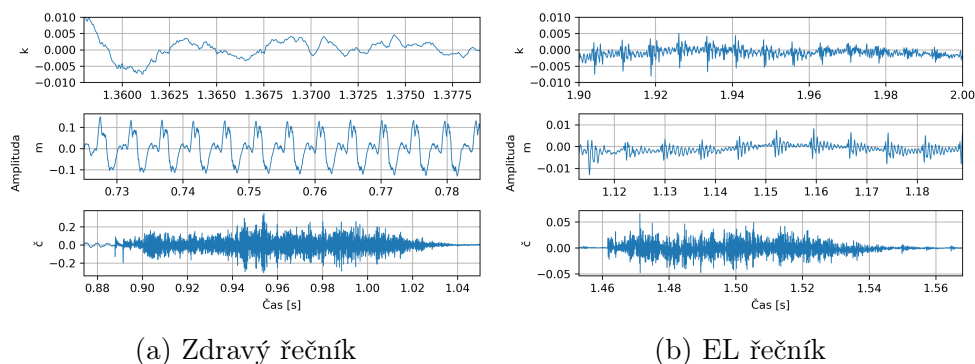 0.010
0.005
0.000
−0.005
−0.010
k
1.3600 1.3625 1.3650 1.3675 1.3700 1.3725 1.3750 1.3775
0.1
0.0
−0.1
Amplituda
m
0.73 0.74 0.75 0.76 0.77 0.78
0.2
0.0
−0.2
č
0.88 0.90 0.92 0.94 0.96 0.98 1.00 1.02 1.04
Čas [s]
(a) Zdravý řečník
0.010
0.005
0.000
−0.005
−0.010
k
1.90 1.92 1.94 1.96 1.98 2.00
0.01
0.00
−0.01
Amplituda
m
1.12 1.13 1.14 1.15 1.16 1.17 1.18
0.05
0.00
−0.05
č
1.46 1.48 1.50 1.52 1.54 1.56
Čas [s]
(b) EL řečník